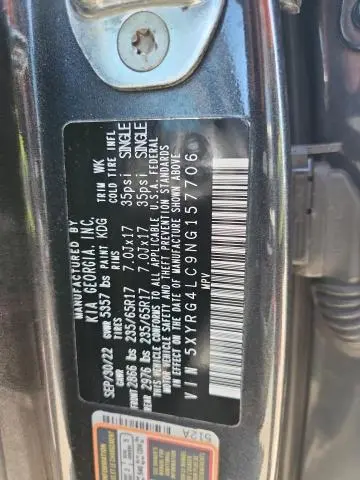 MANUFACTURED BY
KIA GEORGIA, INC.
SEP/30/22 GVWR 5357 lbs PAINT KDG TRIM WK
GAWR TIRES RIMS COLD TIRE INFL
FRONT 2866 lbs 235/65R17 7.0Jx17 35psi SINGLE
REAR 2976 lbs 235/65R17 7.0Jx17 35psi SINGLE
THIS VEHICLE CONFORMS TO ALL APPLICABLE U.S.A. FEDERAL
MOTOR VEHICLE SAFETY AND THEFT PREVENTION STANDARDS
IN EFFECT ON THE DATE OF MANUFACTURE SHOWN ABOVE
VIN 5XYRG4LC9NG157706
MPV
512A